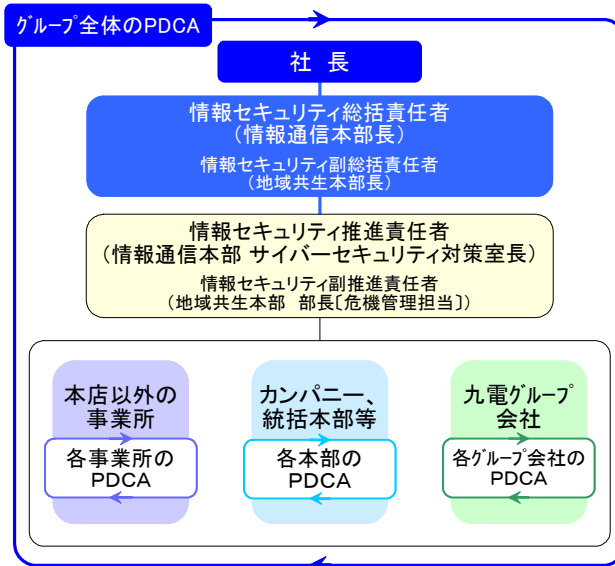 グループ全体のPDCA
社 長
情報セキュリティ総括責任者
（情報通信本部長）
情報セキュリティ副総括責任者
（地域共生本部長）
情報セキュリティ推進責任者
（情報通信本部 サイバーセキュリティ対策室長）
情報セキュリティ副推進責任者
（地域共生本部 部長〔危機管理担当〕）
本店以外の
事業所
各事業所の
PDCA
カンパニー、
統括本部等
各本部の
PDCA
九電グループ
会社
各グループ会社の
PDCA